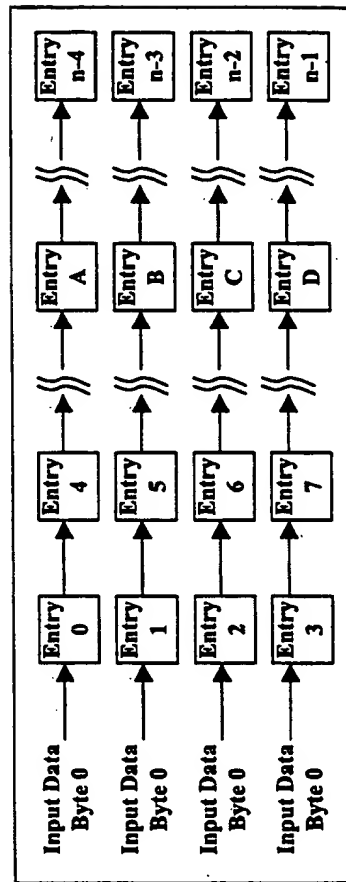 Input Data
Byte 0
Entry
0
Entry
4
Entry
A
Entry
n-4
Input Data
Byte 0
Entry
1
Entry
5
Entry
B
Entry
n-3
Input Data
Byte 0
Entry
2
Entry
6
Entry
C
Entry
n-2
Input Data
Byte 0
Entry
3
Entry
7
Entry
D
Entry
n-1